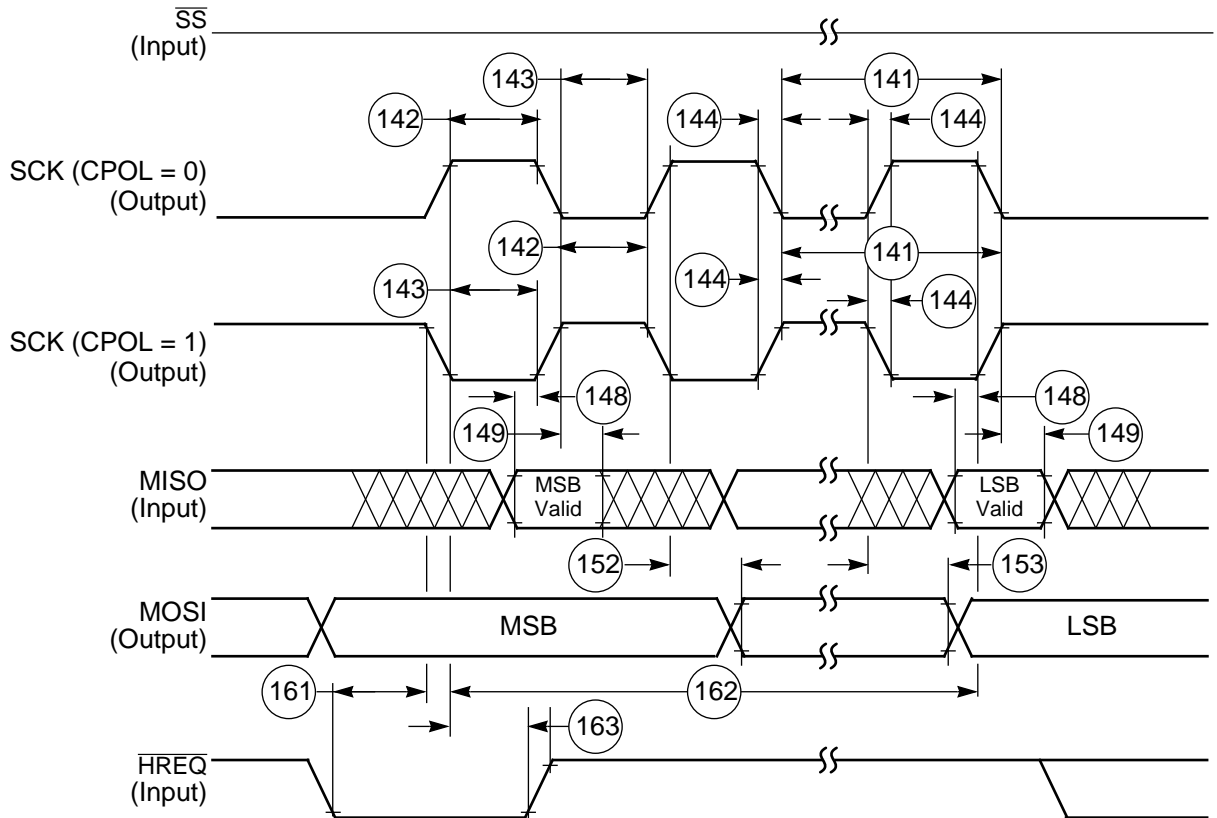 SS
(Input)
143
141
142
144
144
SCK (CPOL = 0)
(Output)
142
141
143
144
144
SCK (CPOL = 1)
(Output)
148
148
149
149
MISO
(Input)
MSB
Valid
LSB
Valid
152
153
MOSI
(Output)
MSB
LSB
161
162
163
HREQ
(Input)